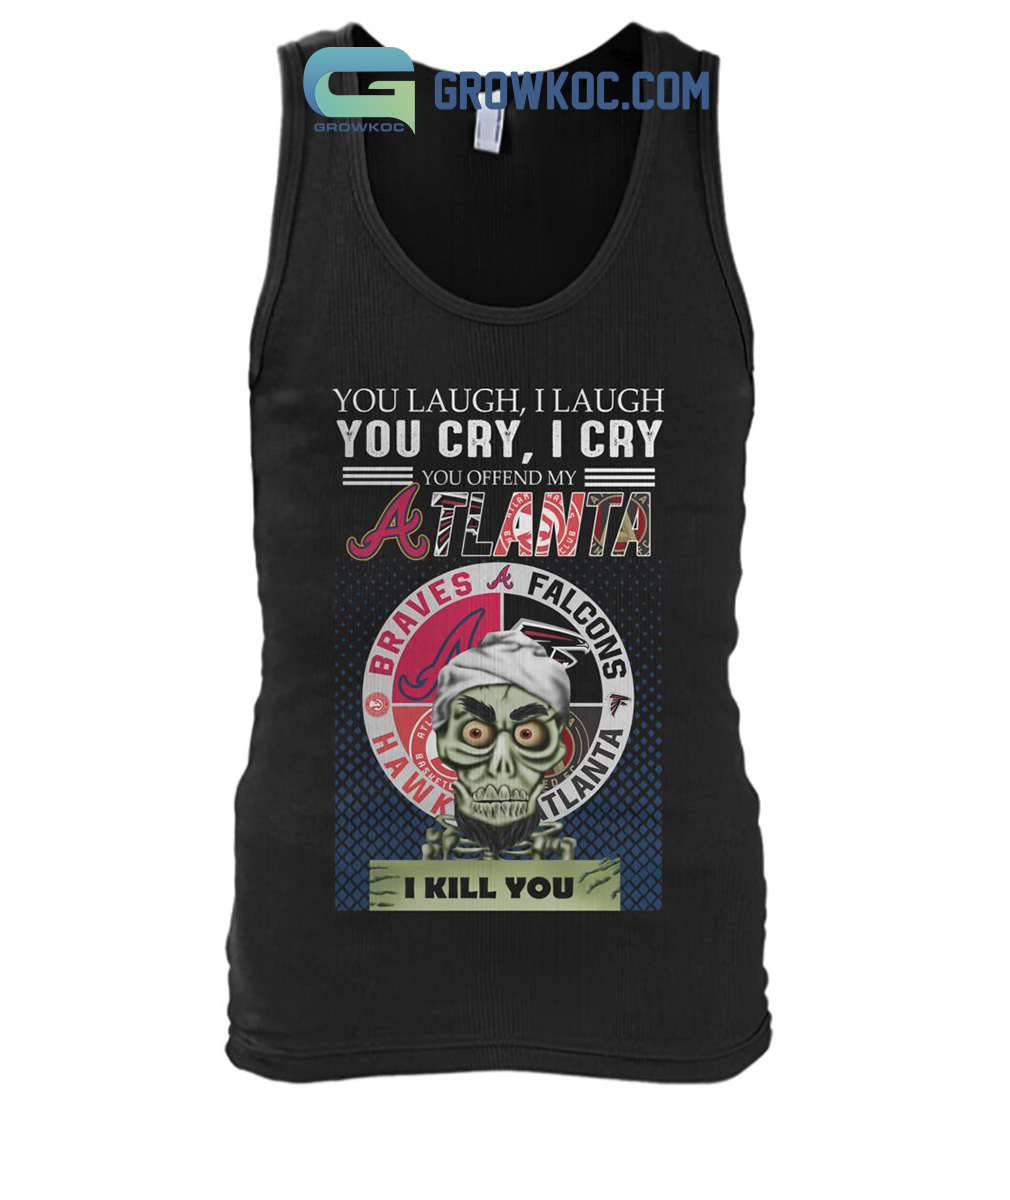 GROWKOC
GROWKOC.COM
YOU LAUGH, I LAUGH
YOU CRY, I CRY
YOU OFFEND MY
ATLANTA
BRAVES A FALCONS
HAWK
TLANTA
I KILL YOU